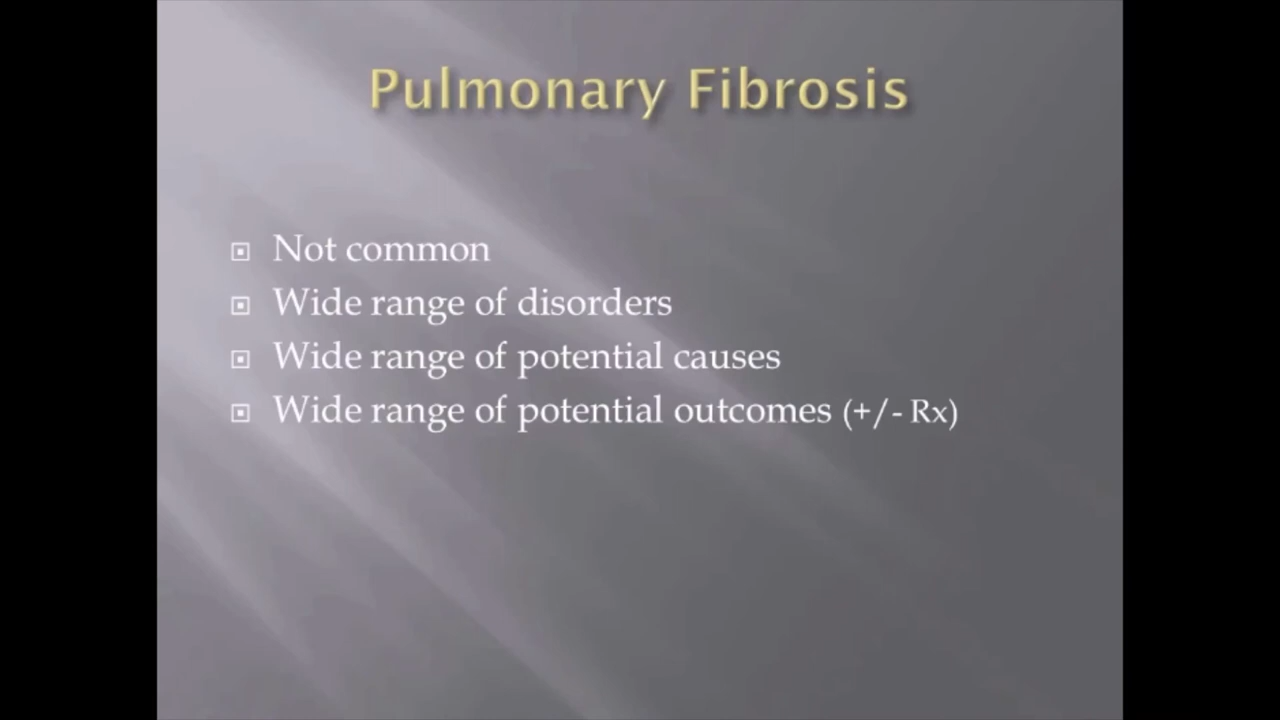 Pulmonary Fibrosis
Not common
Wide range of disorders
Wide range of potential causes
Wide range of potential outcomes (+/- Rx)